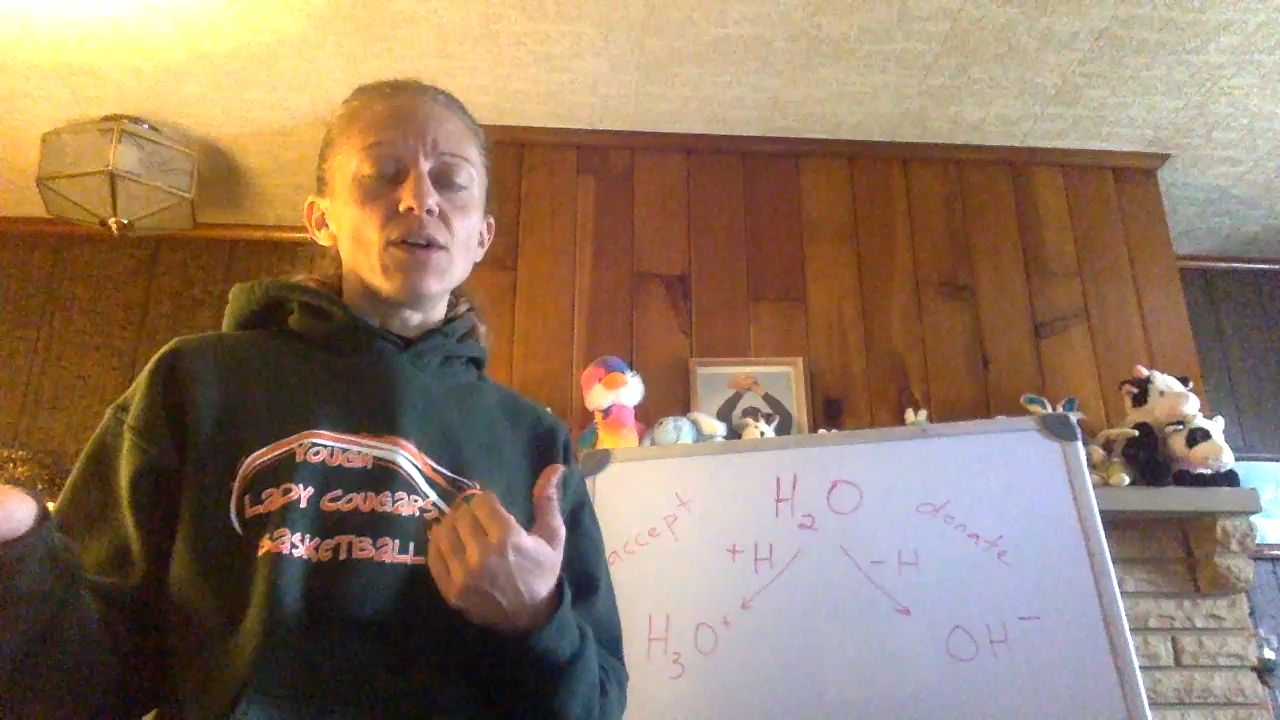 YOUGH
LADY COUGARS
BASKETBALL
H2O
accept
donate
+H
-H
H3O+
OH-